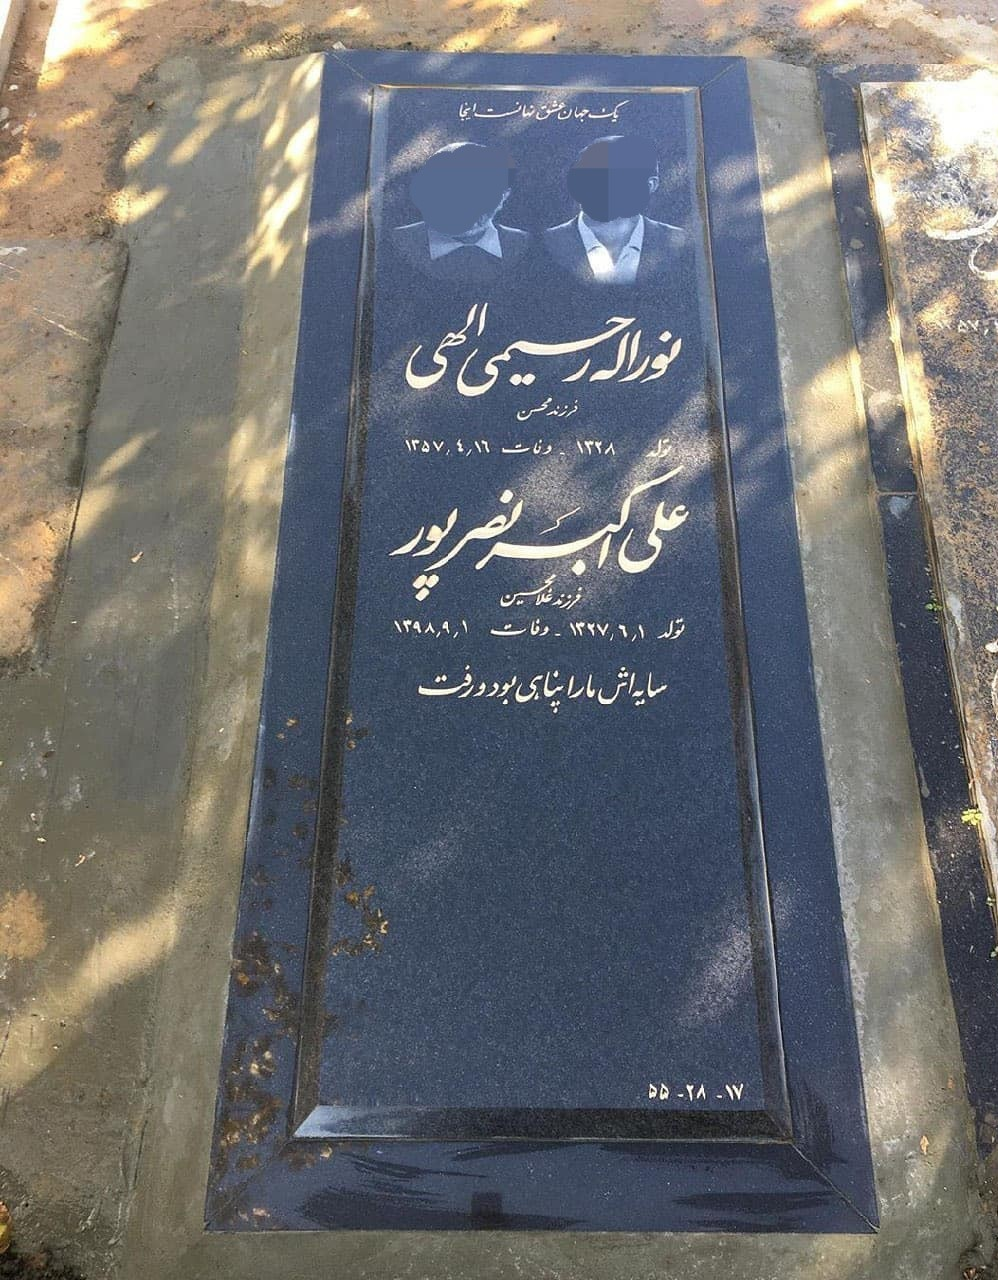 یک جهان عشق نهانست اینجا
نوراله رحیمی الهی
فرزند محسن
تولد ۱۳۲۸ - وفات ۱۳۵۷٫۴٫۱۶
علی اکبر نصرپور
فرزند غلامحسین
تولد ۱۳۲۷٫۶٫۱ - وفات ۱۳۹۸٫۹٫۱
سایه اش ما را پناهی بود و رفت
۵۵ - ۲۸ - ۱۷